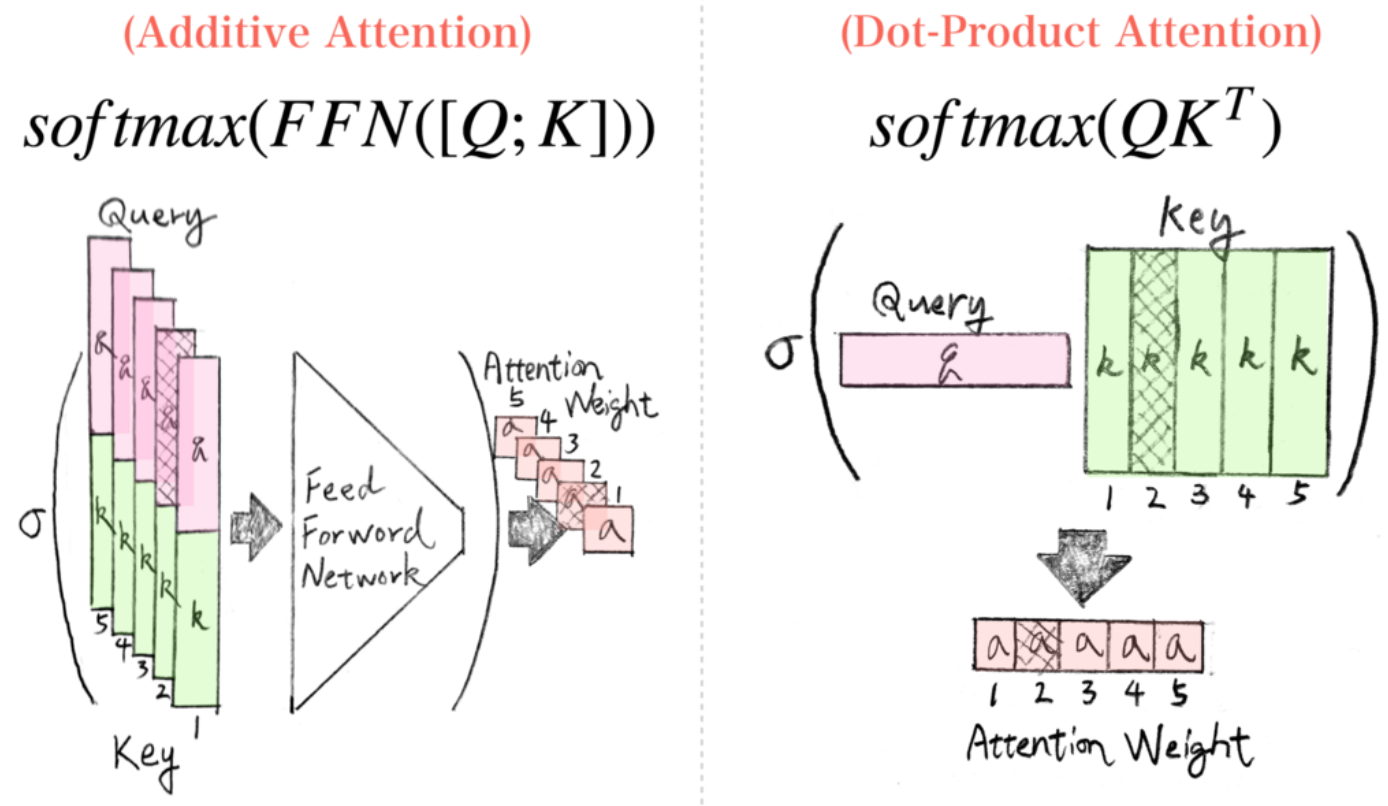 (Additive Attention)
softmax(FFN([Q; K]))
Query
q q q q q
k k k k k
5 4 3 2 1
Key
σ
Feed
Forword
Network
Attention
Weight
5 4 3 2 1
a a a a a
(Dot-Product Attention)
softmax(QK^T)
Key
Query
σ
q
k k k k k
1 2 3 4 5
a a a a a
1 2 3 4 5
Attention Weight